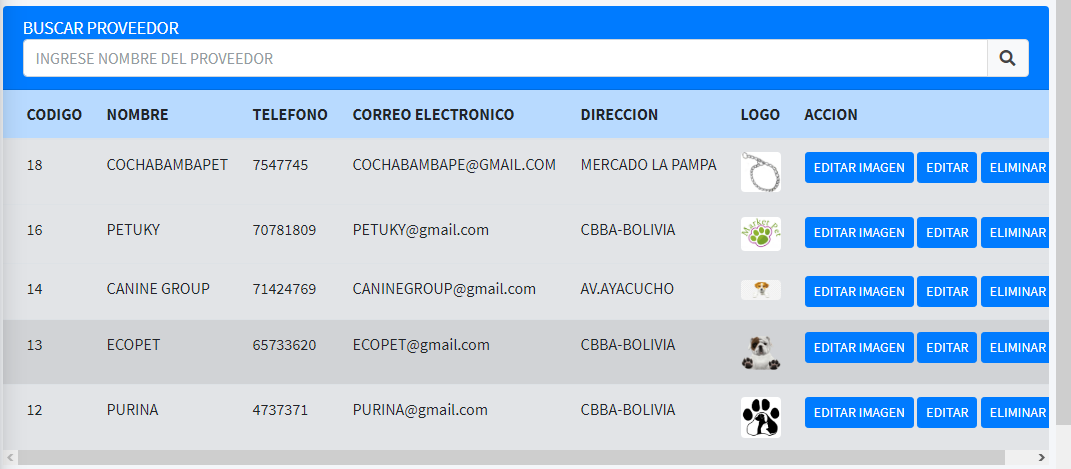 BUSCAR PROVEEDOR
INGRESE NOMBRE DEL PROVEEDOR
CODIGO NOMBRE TELEFONO CORREO ELECTRONICO DIRECCION LOGO ACCION
18 COCHABAMBAPET 7547745 COCHABAMBAPE@GMAIL.COM MERCADO LA PAMPA EDITAR IMAGEN EDITAR ELIMINAR
16 PETUKY 70781809 PETUKY@gmail.com CBBA-BOLIVIA Market Pet EDITAR IMAGEN EDITAR ELIMINAR
14 CANINE GROUP 71424769 CANINEGROUP@gmail.com AV.AYACUCHO EDITAR IMAGEN EDITAR ELIMINAR
13 ECOPET 65733620 ECOPET@gmail.com CBBA-BOLIVIA EDITAR IMAGEN EDITAR ELIMINAR
12 PURINA 4737371 PURINA@gmail.com CBBA-BOLIVIA EDITAR IMAGEN EDITAR ELIMINAR